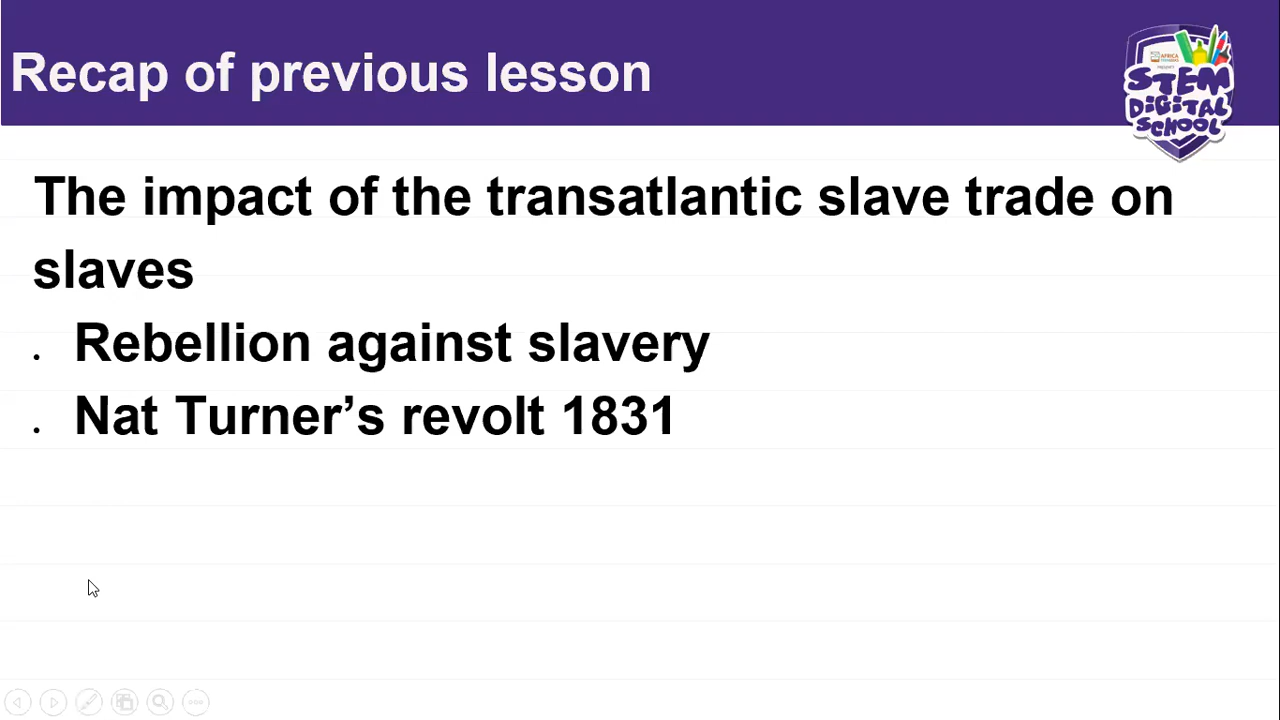 Recap of previous lesson
AFRICA
STEM
DIGITAL
SCHOOL
The impact of the transatlantic slave trade on
slaves
. Rebellion against slavery
. Nat Turner’s revolt 1831